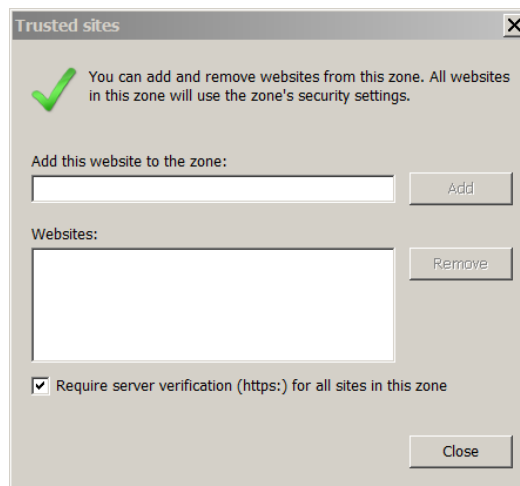 Trusted sites
You can add and remove websites from this zone. All websites
in this zone will use the zone's security settings.
Add this website to the zone:
Add
Websites:
Remove
Require server verification (https:) for all sites in this zone
Close